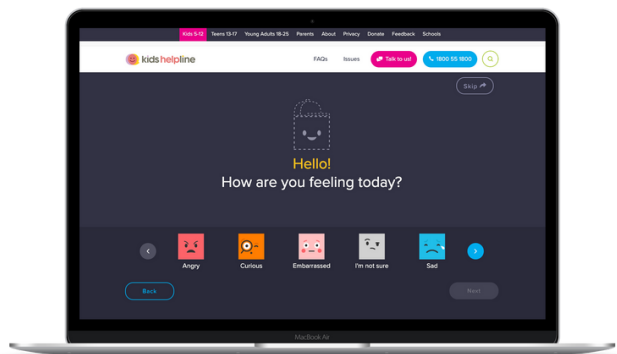 Kids 5-12 Teens 13-17 Young Adults 18-25 Parents About Privacy Donate Feedback Schools
kidshelpline FAQs Issues Talk to us! 1800 55 1800
Skip
Hello!
How are you feeling today?
Angry Curious Embarrassed I'm not sure Sad
Back Next
MacBook Air